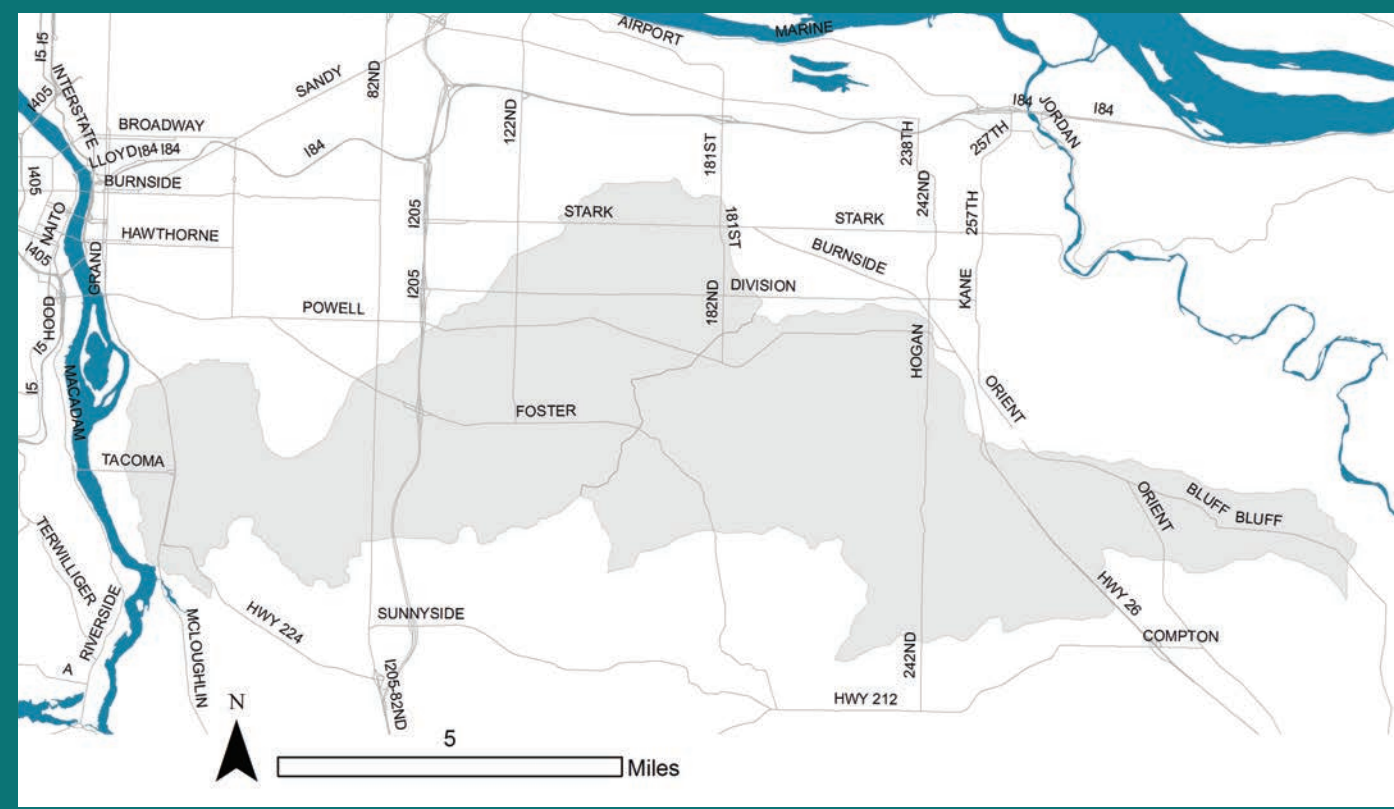 AIRPORT
MARINE
I5 I5
INTERSTATE
I405
SANDY
82ND
122ND
I84
JORDAN
I84
BROADWAY
LLOYD
I84 I84
I84
181ST
238TH
257TH
I405
BURNSIDE
NAITO
I405
HAWTHORNE
GRAND
I205
STARK
181ST
STARK
242ND
257TH
BURNSIDE
HOOD
POWELL
I205
182ND
DIVISION
KANE
I5
I5
MACADAM
HOGAN
ORIENT
FOSTER
TACOMA
ORIENT
BLUFF
BLUFF
TERWILLIGER
RIVERSIDE
A
MCLOUGHLIN
HWY 224
SUNNYSIDE
I205-82ND
242ND
HWY 26
COMPTON
HWY 212
N
5
Miles